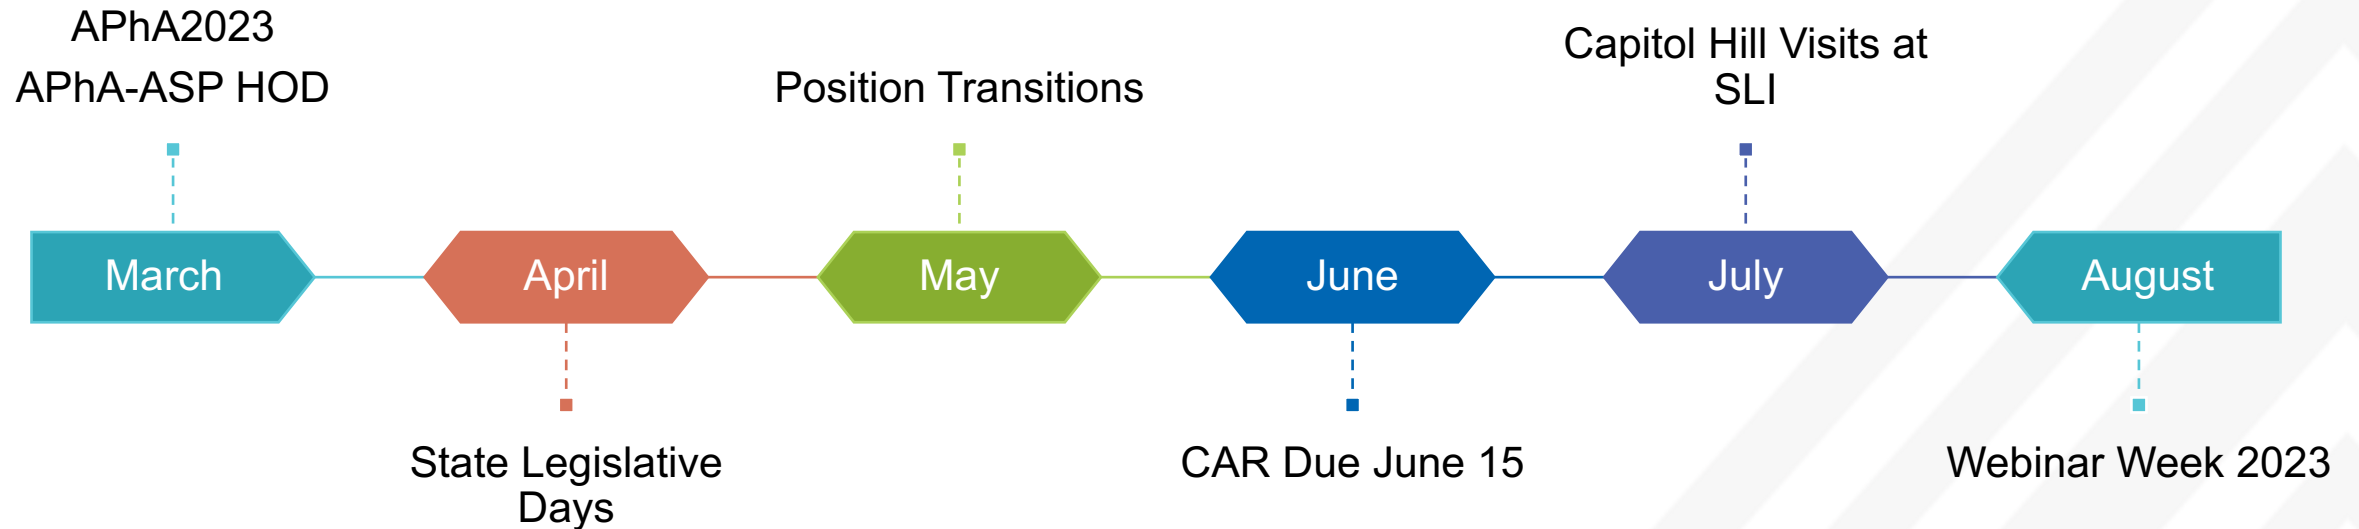 APhA2023
APhA-ASP HOD
Position Transitions
Capitol Hill Visits at
SLI
March
April
May
June
July
August
State Legislative
Days
CAR Due June 15
Webinar Week 2023